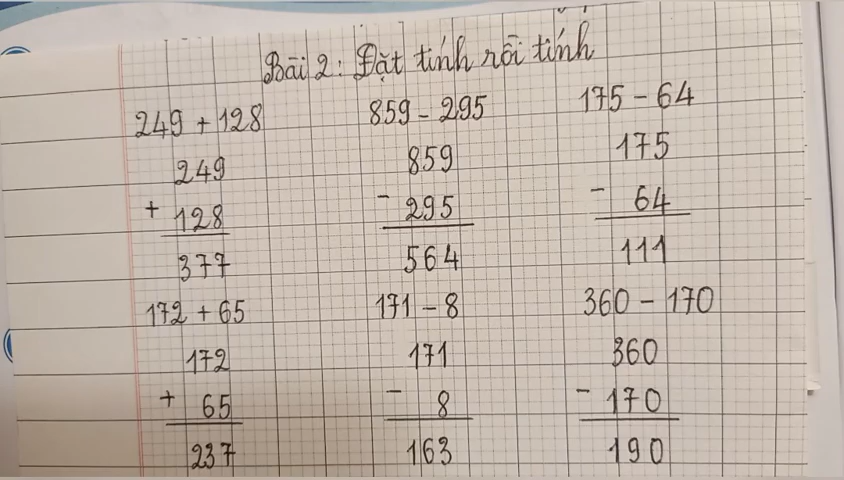 Bài 2: Đặt tính rồi tính
249 + 128 859 - 295 175 - 64
249 859 175
+ 128 - 295 - 64
377 564 111
172 + 65 171 - 8 360 - 170
172 171 360
+ 65 - 8 - 170
237 163 190